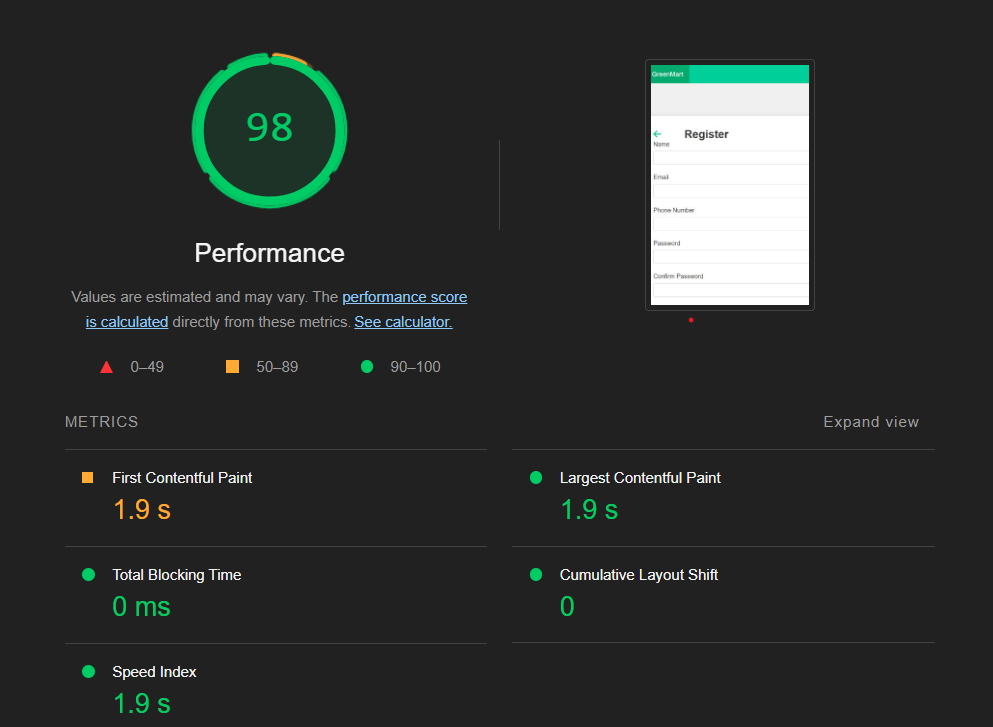 98
Performance
Values are estimated and may vary. The performance score
is calculated directly from these metrics. See calculator.
0–49
50–89
90–100
GreenMart
Register
Name
Email
Phone Number
Password
Confirm Password
METRICS
Expand view
First Contentful Paint
1.9 s
Largest Contentful Paint
1.9 s
Total Blocking Time
0 ms
Cumulative Layout Shift
0
Speed Index
1.9 s